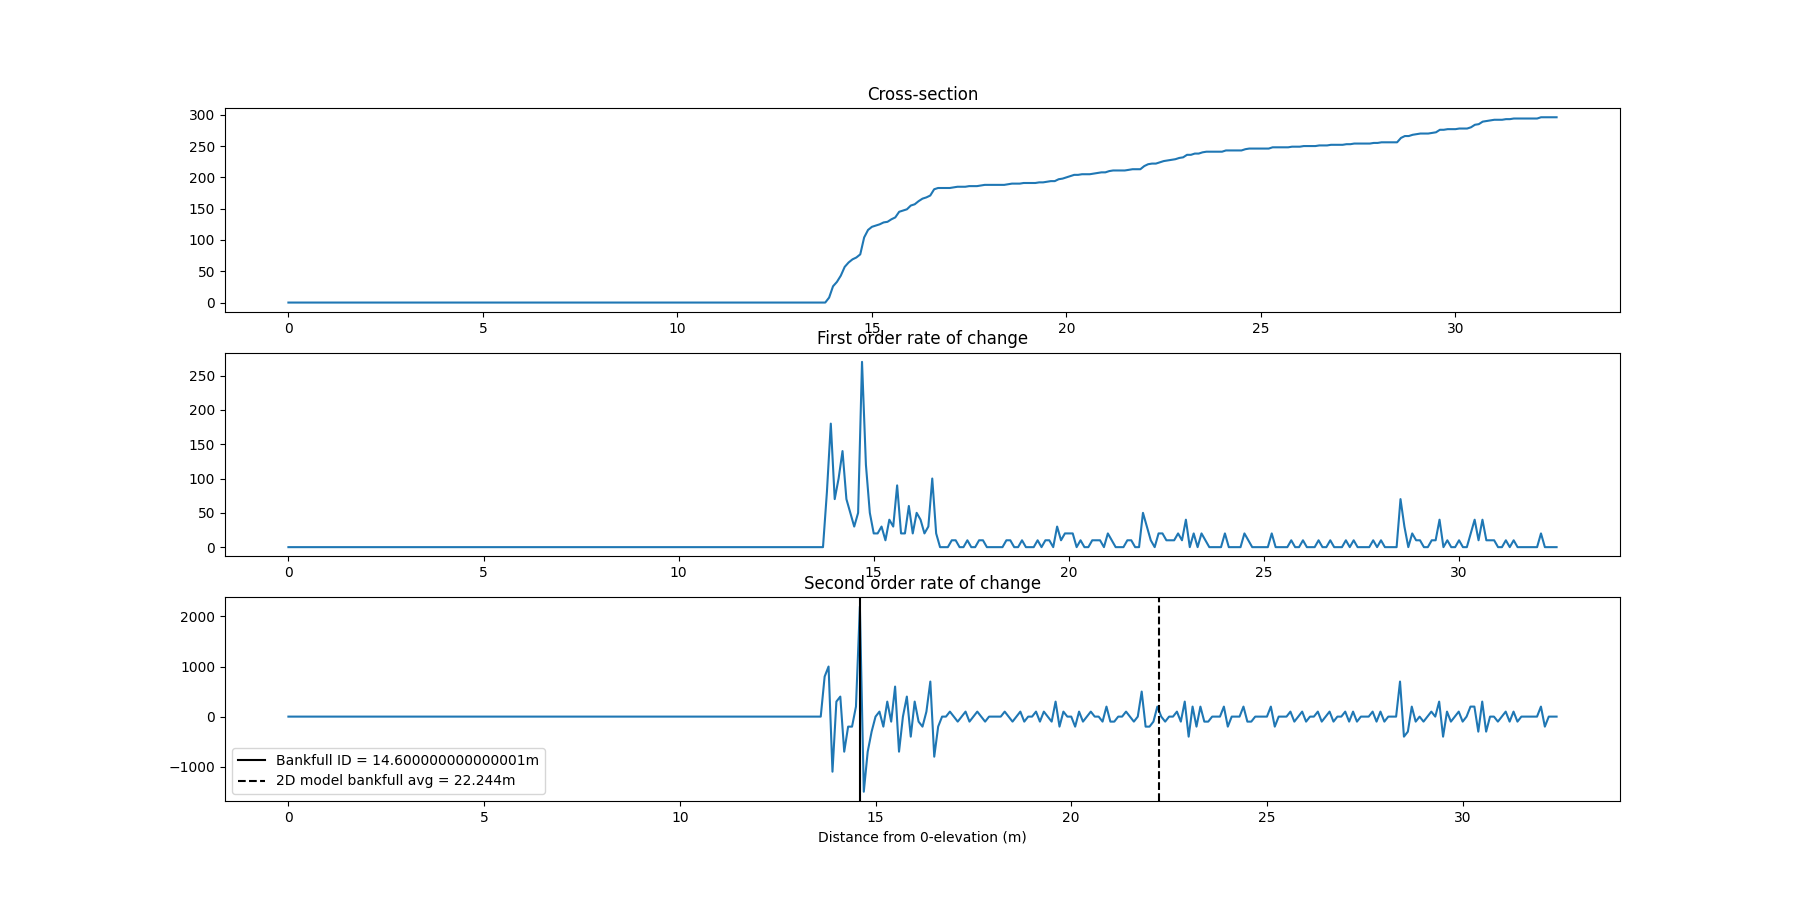 Cross-section
300
250
200
150
100
50
0
0 5 10 15 20 25 30
First order rate of change
250
200
150
100
50
0
0 5 10 15 20 25 30
Second order rate of change
2000
1000
0
−1000
Bankfull ID = 14.600000000000001m
2D model bankfull avg = 22.244m
0 5 10 15 20 25 30
Distance from 0-elevation (m)